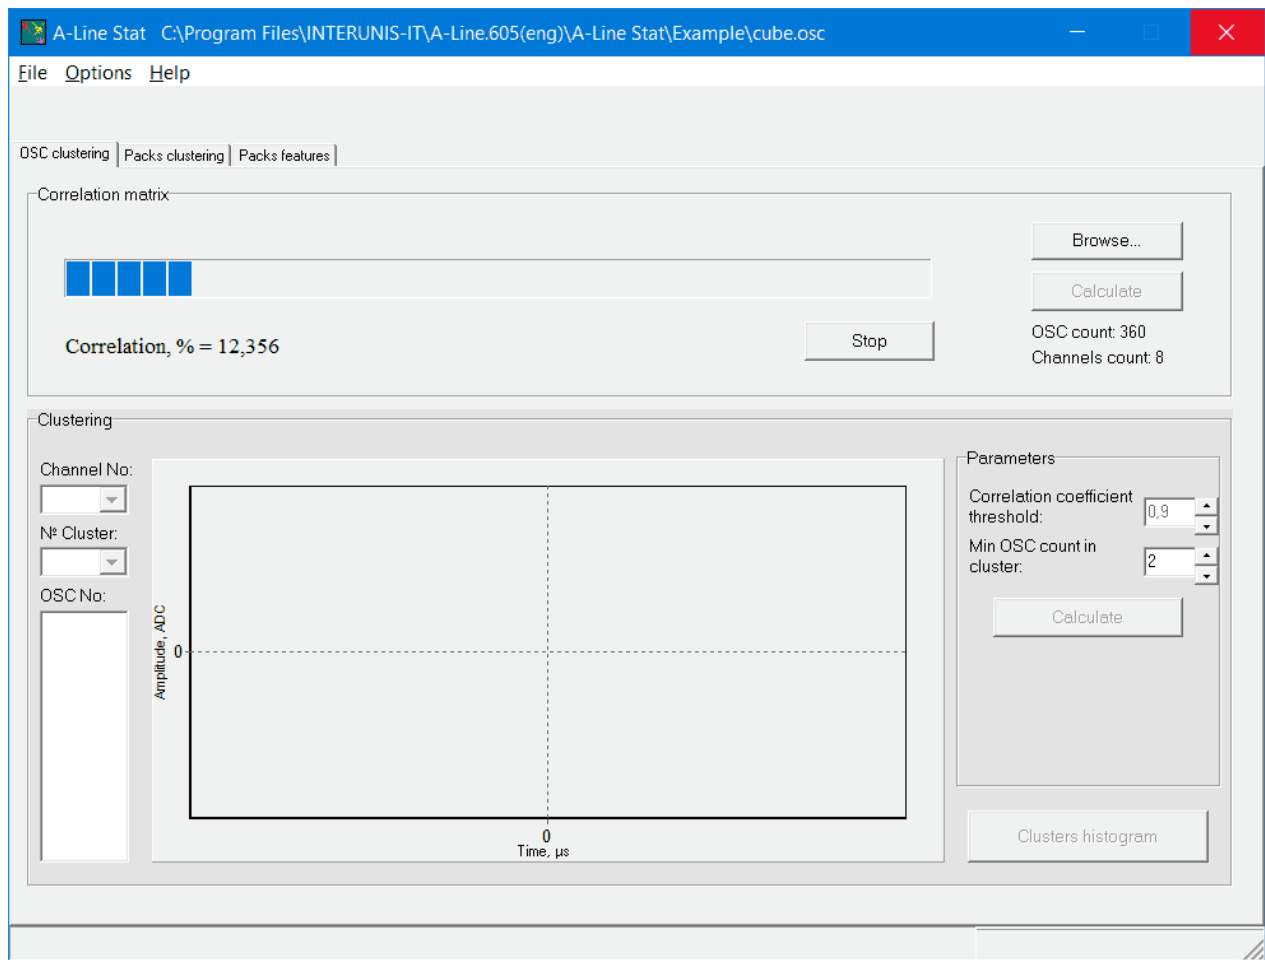 A-Line Stat C:\Program Files\INTERUNIS-IT\A-Line.605(eng)\A-Line Stat\Example\cube.osc
File Options Help
OSC clustering Packs clustering Packs features
Correlation matrix
Browse...
Calculate
Correlation, % = 12,356
Stop
OSC count: 360
Channels count: 8
Clustering
Channel No:
№ Cluster:
OSC No:
Amplitude, ADC
0
0
Time, µs
Parameters
Correlation coefficient
threshold:
0,9
Min OSC count in
cluster:
2
Calculate
Clusters histogram